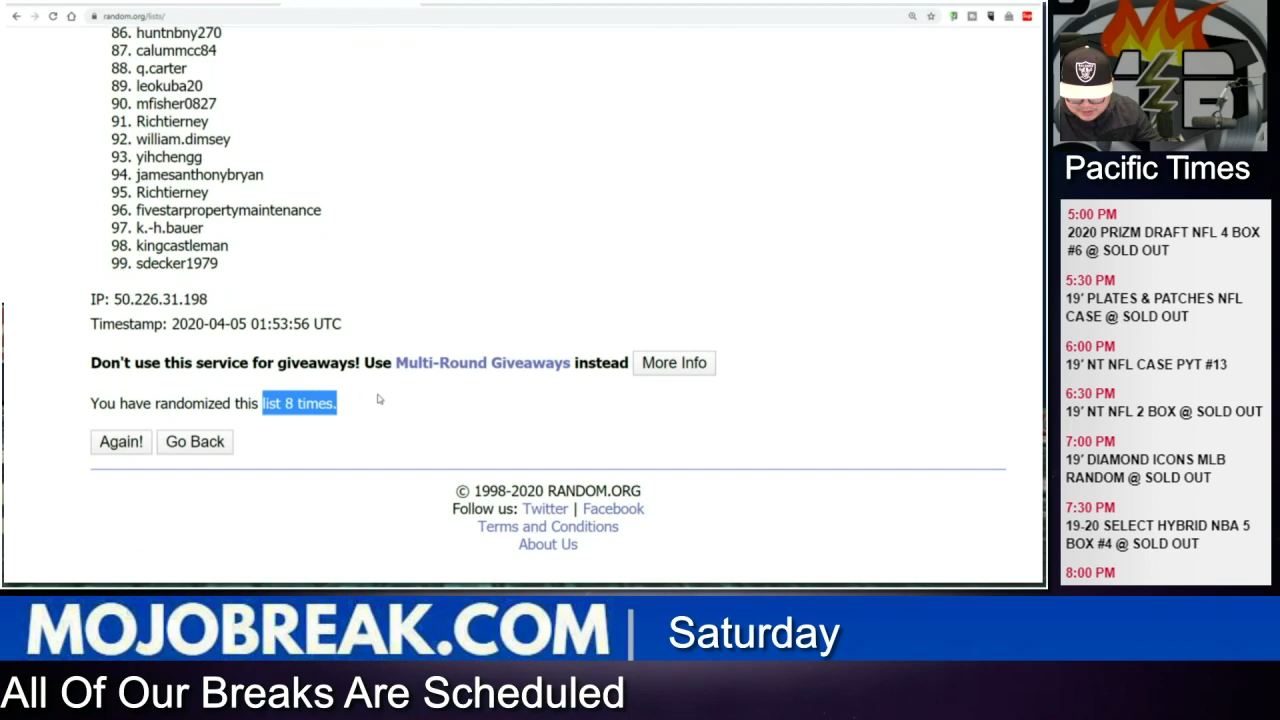 random.org/lists/
86. huntnbny270
87. calummcc84
88. q.carter
89. leokuba20
90. mfisher0827
91. Richtierney
92. william.dimsey
93. yihchengg
94. jamesanthonybryan
95. Richtierney
96. fivestarpropertymaintenance
97. k.-h.bauer
98. kingcastleman
99. sdecker1979
IP: 50.226.31.198
Timestamp: 2020-04-05 01:53:56 UTC
Don't use this service for giveaways! Use Multi-Round Giveaways instead More Info
You have randomized this list 8 times.
Again! Go Back
© 1998-2020 RANDOM.ORG
Follow us: Twitter | Facebook
Terms and Conditions
About Us
Pacific Times
5:00 PM
2020 PRIZM DRAFT NFL 4 BOX
#6 @ SOLD OUT
5:30 PM
19' PLATES & PATCHES NFL
CASE @ SOLD OUT
6:00 PM
19' NT NFL CASE PYT #13
6:30 PM
19' NT NFL 2 BOX @ SOLD OUT
7:00 PM
19' DIAMOND ICONS MLB
RANDOM @ SOLD OUT
7:30 PM
19-20 SELECT HYBRID NBA 5
BOX #4 @ SOLD OUT
8:00 PM
MOJOBREAK.COM | Saturday
All Of Our Breaks Are Scheduled